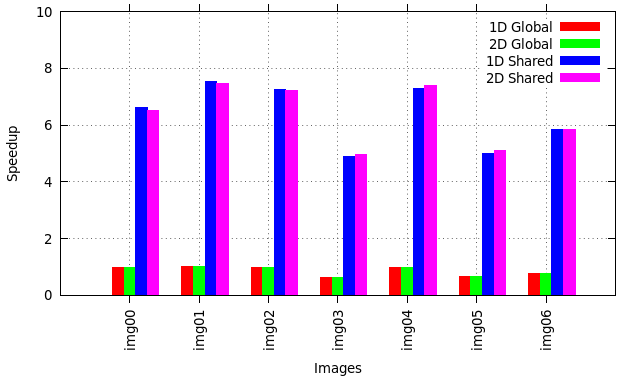 10
8
6
4
2
0
Speedup
1D Global
2D Global
1D Shared
2D Shared
img00
img01
img02
img03
img04
img05
img06
Images